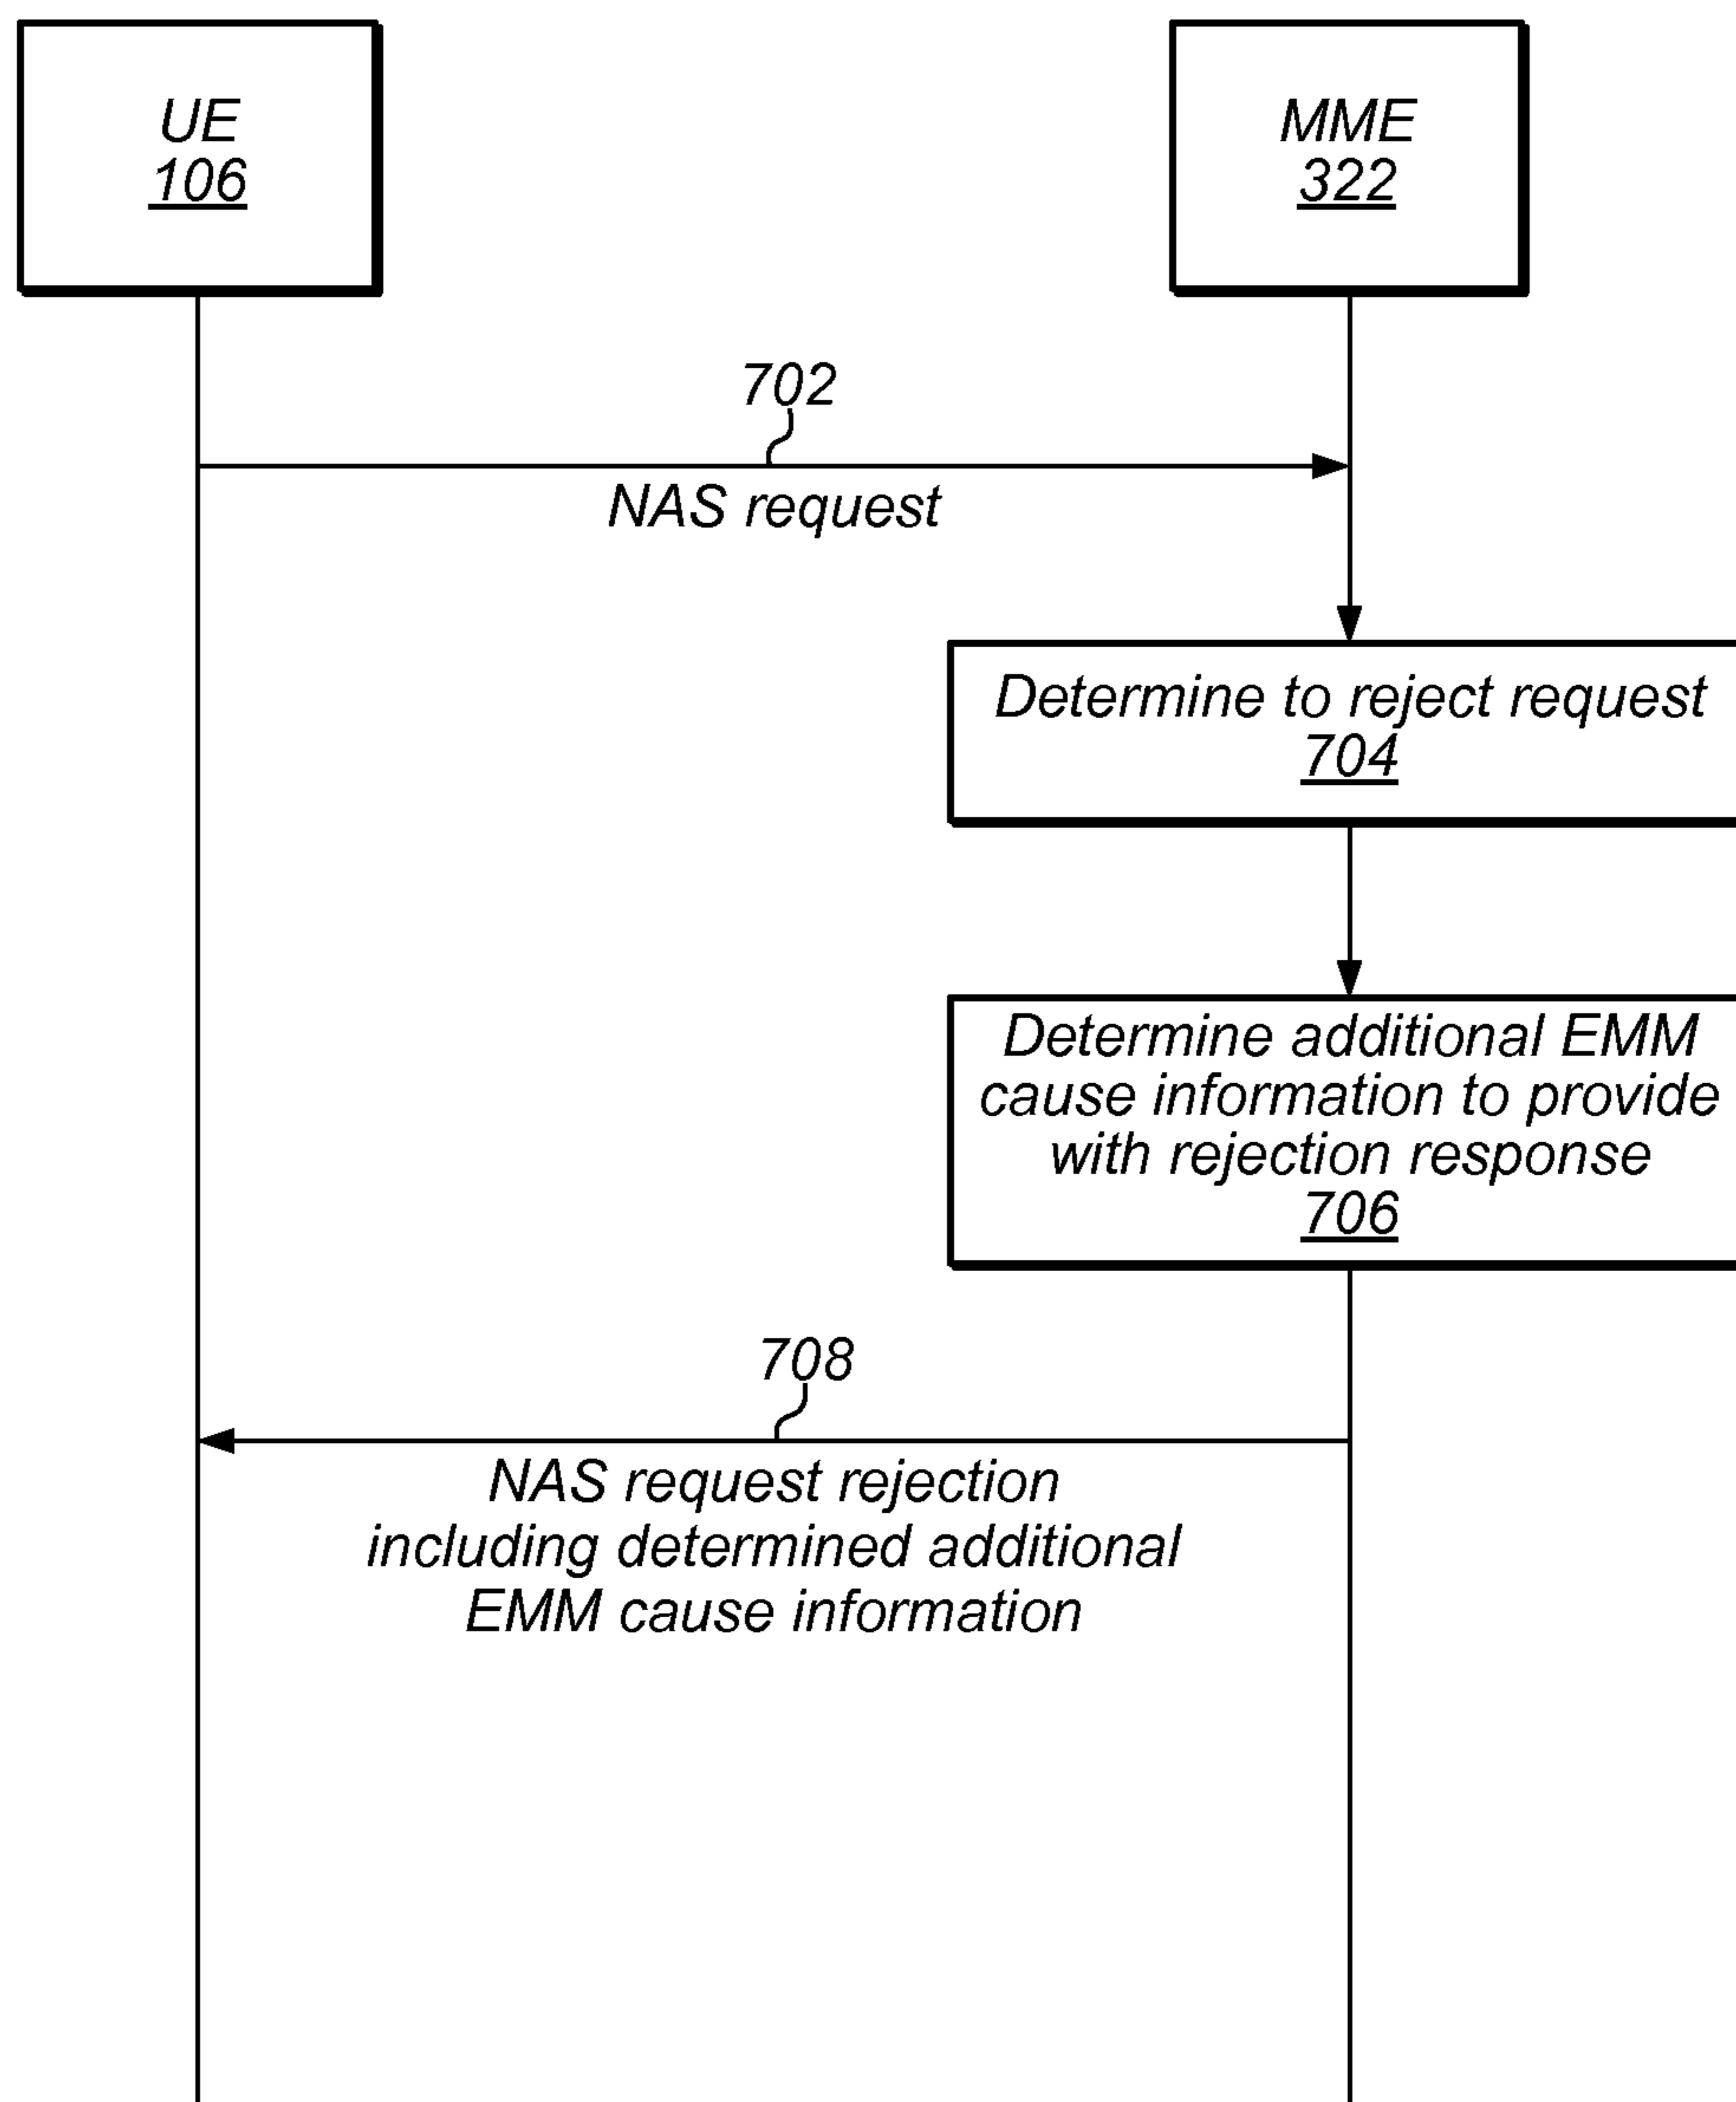 UE
106
MME
322
702
NAS request
Determine to reject request
704
Determine additional EMM
cause information to provide
with rejection response
706
708
NAS request rejection
including determined additional
EMM cause information